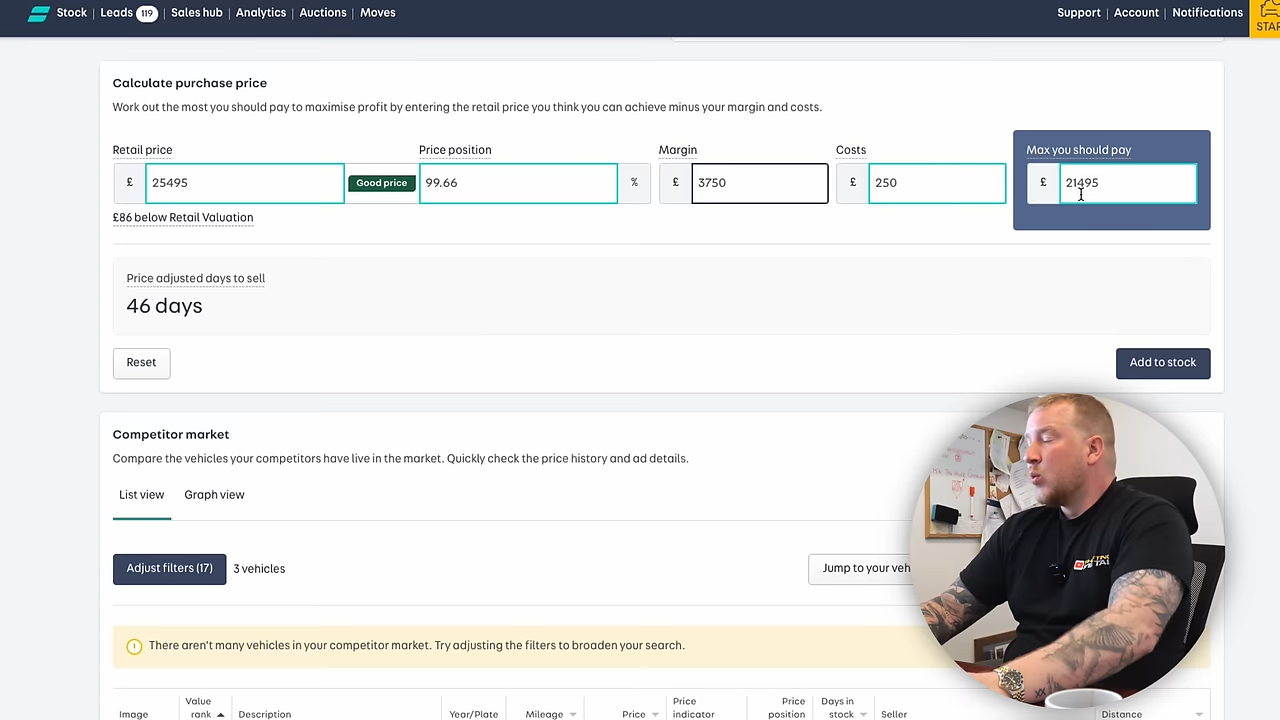 Stock | Leads 119 | Sales hub | Analytics | Auctions | Moves
Support | Account | Notifications
STAR
Calculate purchase price
Work out the most you should pay to maximise profit by entering the retail price you think you can achieve minus your margin and costs.
Retail price
Price position
Margin
Costs
Max you should pay
£ 25495 Good price 99.66 % £ 3750 £ 250 £ 21495
£86 below Retail Valuation
Price adjusted days to sell
46 days
Reset
Add to stock
Competitor market
Compare the vehicles your competitors have live in the market. Quickly check the price history and ad details.
List view Graph view
Adjust filters (17) 3 vehicles
Jump to your veh
There aren't many vehicles in your competitor market. Try adjusting the filters to broaden your search.
Image
Value
rank
Description
Year/Plate
Mileage
Price
Price
indicator
Price
position
Days in
stock
Seller
Distance